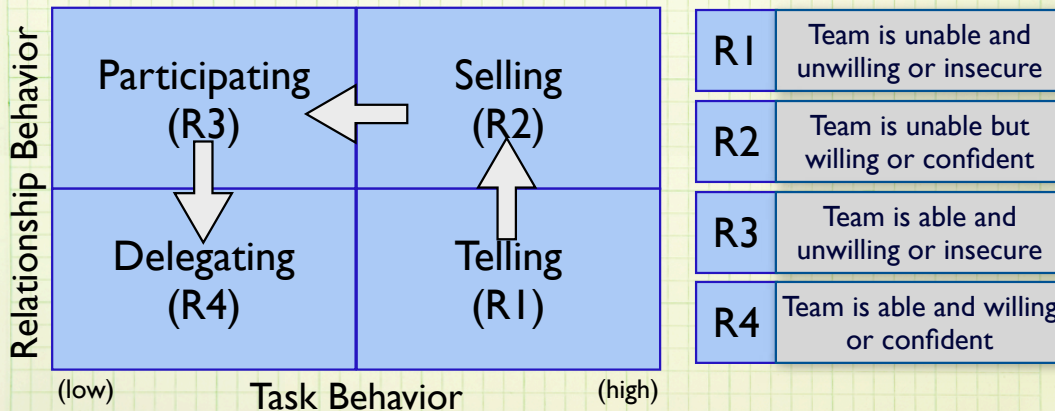 Relationship Behavior
Participating
(R3)
Selling
(R2)
Delegating
(R4)
Telling
(R1)
(low)
Task Behavior
(high)
R1
Team is unable and
unwilling or insecure
R2
Team is unable but
willing or confident
R3
Team is able and
unwilling or insecure
R4
Team is able and willing
or confident